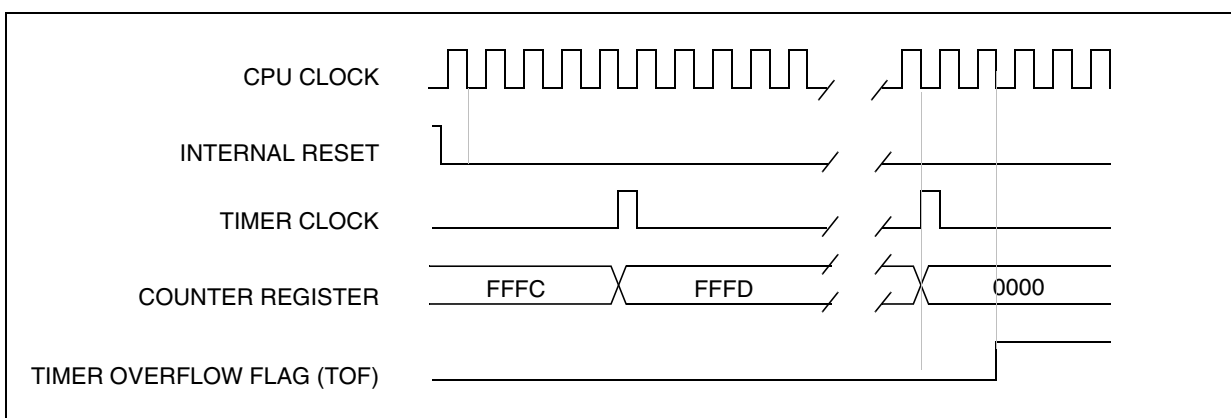 CPU CLOCK
INTERNAL RESET
TIMER CLOCK
COUNTER REGISTER FFFC FFFD 0000
TIMER OVERFLOW FLAG (TOF)